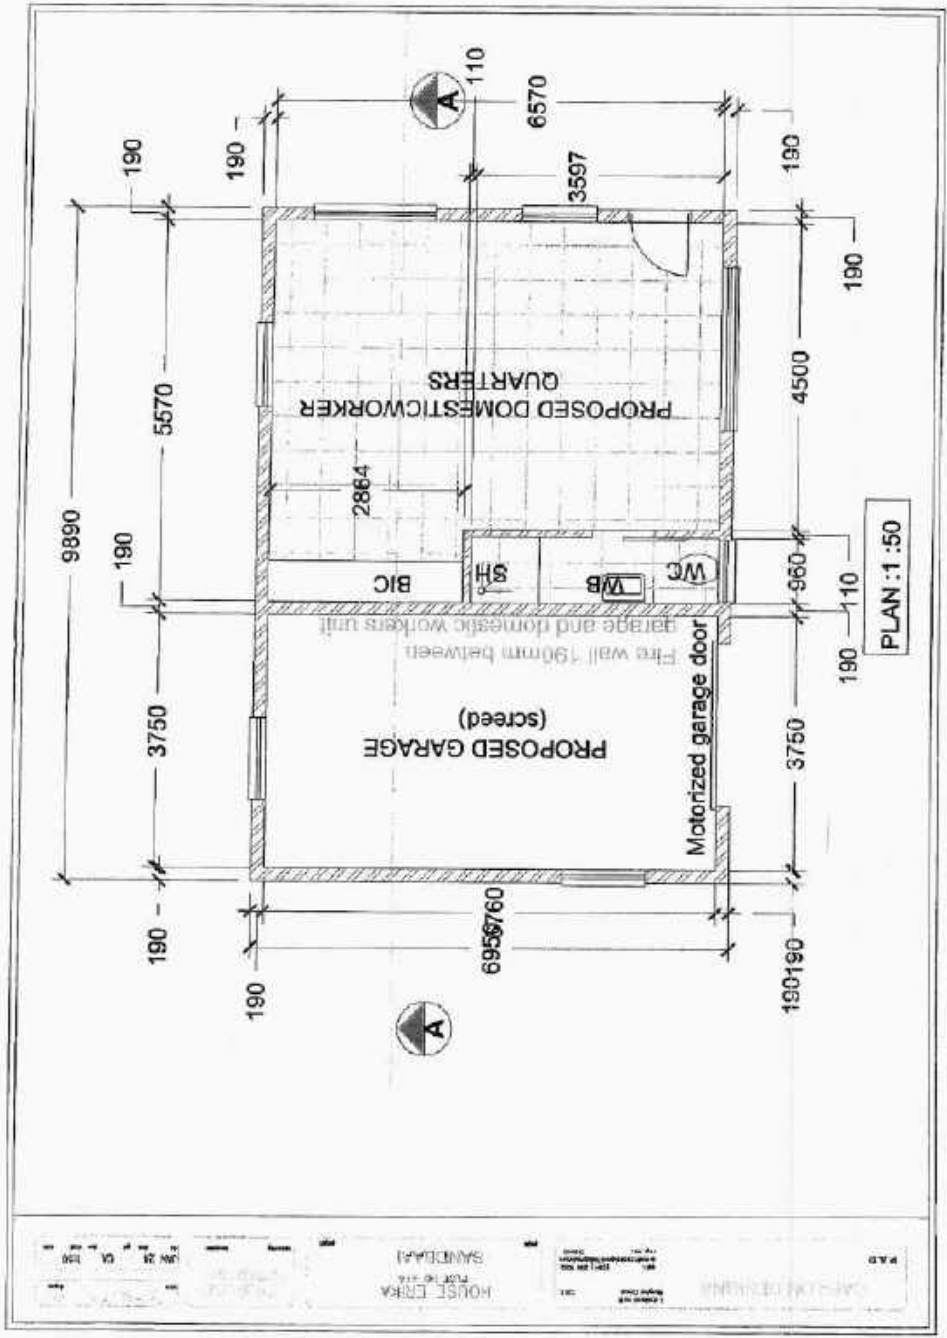 110
A
6570
190
190
190
3597
190
9890
5570
190
4500
PROPOSED DOMESTICWORKER
QUARTERS
2864
190
BIC
SH
WB
WC
960
110
190
PLAN :1 :50
Fire wall 190mm between
garage and domestic workers unit
PROPOSED GARAGE
(screed)
Motorized garage door
3750
3750
190
190
6760
190190
A
HOUSE ERIKA
SANDBAAI